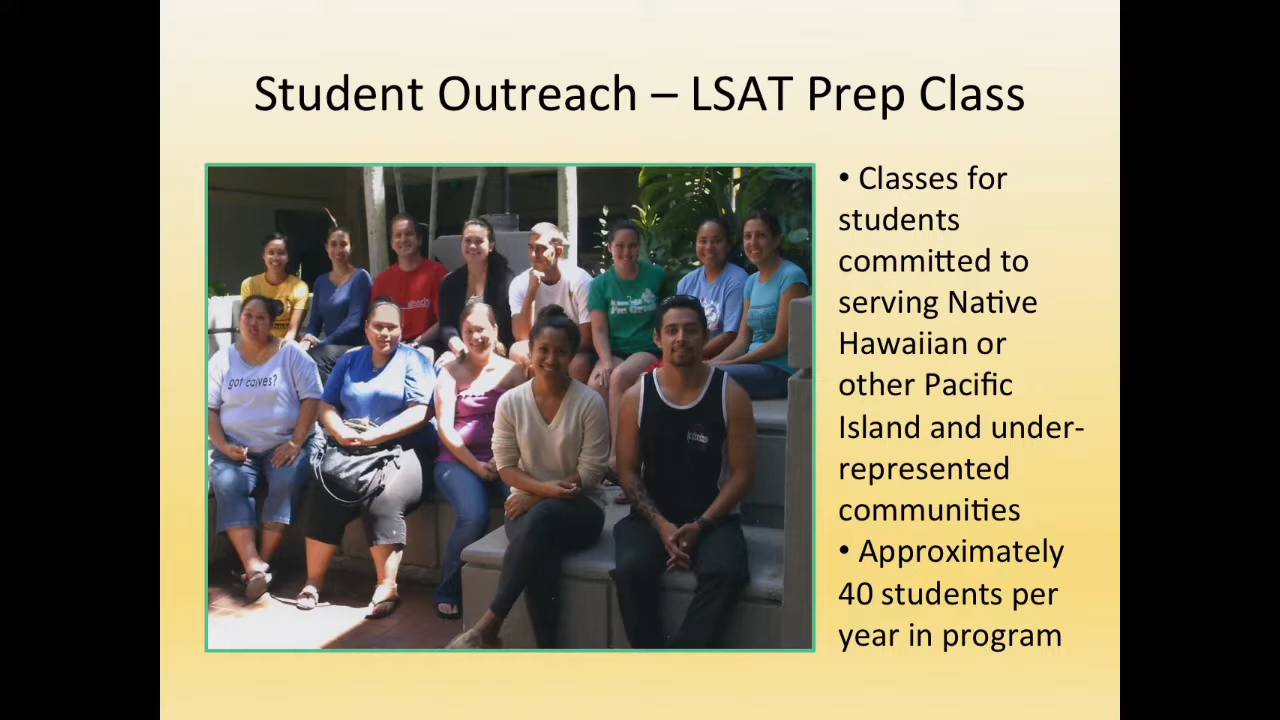 Student Outreach – LSAT Prep Class
• Classes for
students
committed to
serving Native
Hawaiian or
other Pacific
Island and under-
represented
communities
• Approximately
40 students per
year in program
got calves?